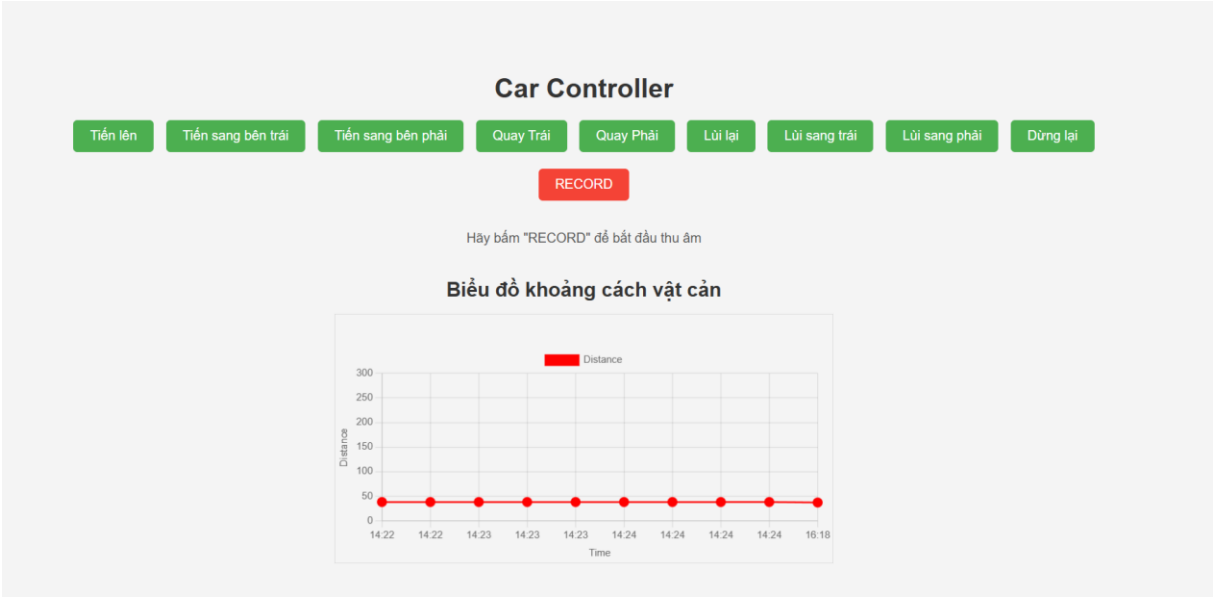 Car Controller
Tiến lên Tiến sang bên trái Tiến sang bên phải Quay Trái Quay Phải Lùi lại Lùi sang trái Lùi sang phải Dừng lại
RECORD
Hãy bấm "RECORD" để bắt đầu thu âm
Biểu đồ khoảng cách vật cản
Distance
300
250
200
150
100
50
0
Distance
14:22 14:22 14:23 14:23 14:23 14:24 14:24 14:24 14:24 16:18
Time